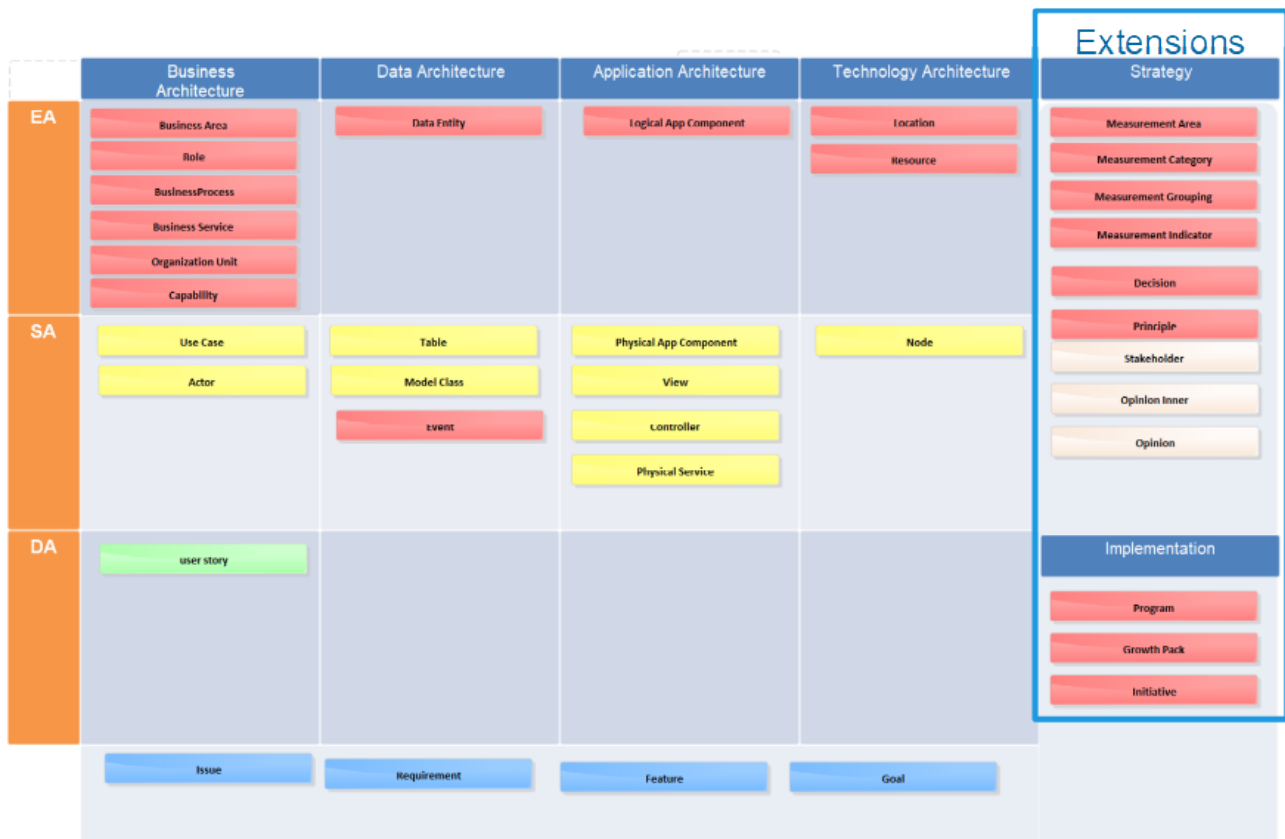 Extensions
Business
Architecture
Data Architecture
Application Architecture
Technology Architecture
Strategy
EA
Business Area
Role
BusinessProcess
Business Service
Organization Unit
Capability
Data Entity
Logical App Component
Location
Resource
Measurement Area
Measurement Category
Measurement Grouping
Measurement Indicator
Decision
Principle
SA
Use Case
Actor
Table
Model Class
Event
Physical App Component
View
Controller
Physical Service
Node
Stakeholder
Opinion Inner
Opinion
DA
user story
Implementation
Program
Growth Pack
Initiative
Issue
Requirement
Feature
Goal